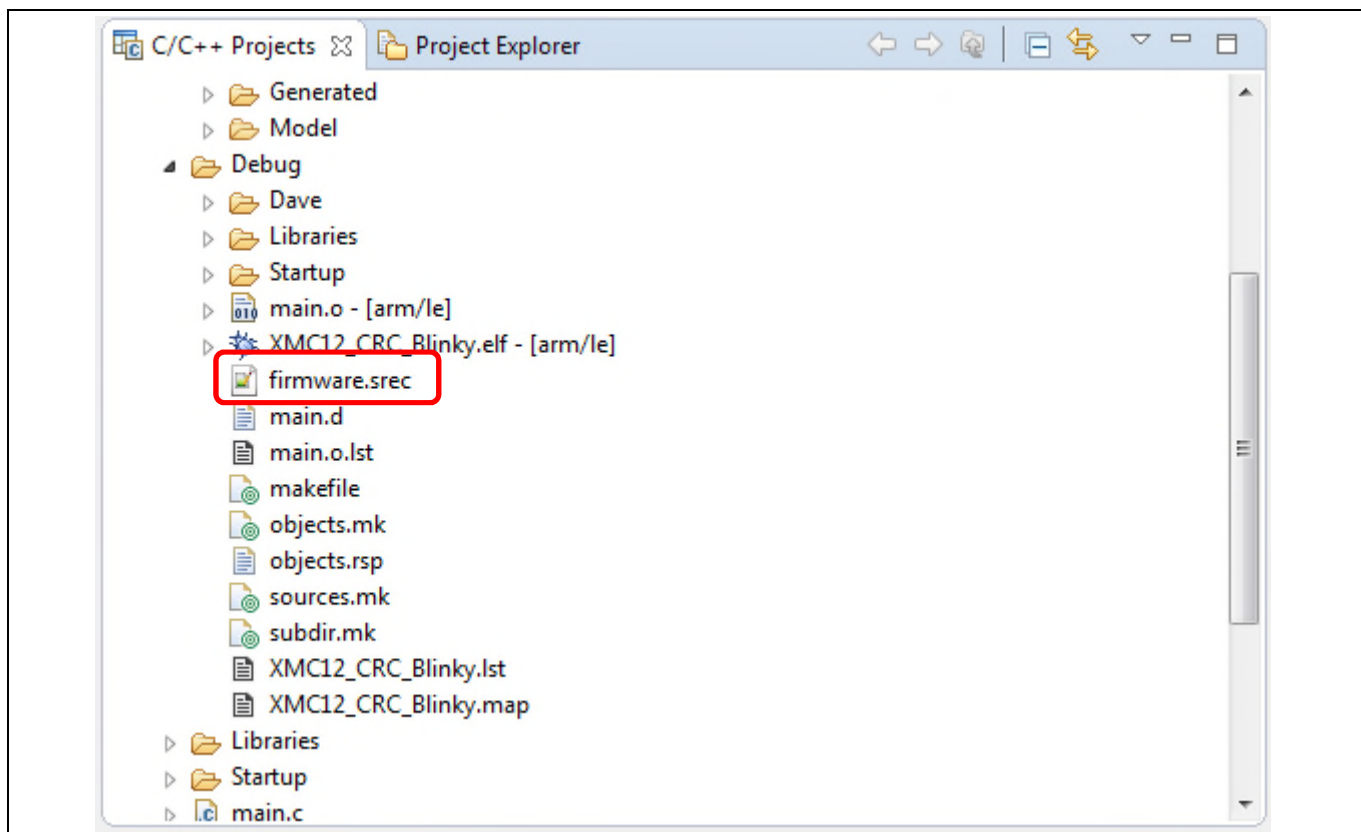 C/C++ Projects Project Explorer
Generated
Model
Debug
Dave
Libraries
Startup
main.o - [arm/le]
XMC12_CRC_Blinky.elf - [arm/le]
firmware.srec
main.d
main.o.lst
makefile
objects.mk
objects.rsp
sources.mk
subdir.mk
XMC12_CRC_Blinky.lst
XMC12_CRC_Blinky.map
Libraries
Startup
main.c